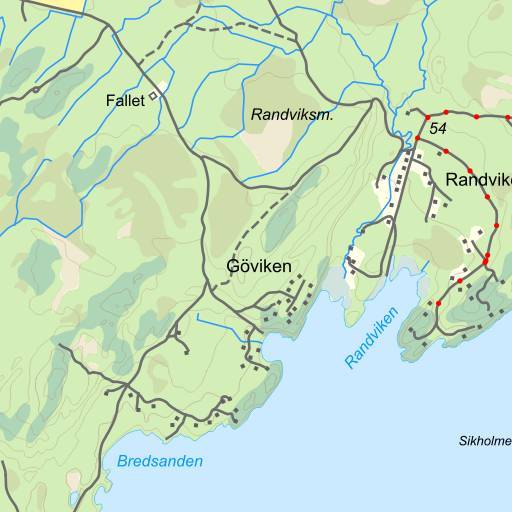 Fallet
Randviksm.
54
Randvike
Göviken
Randviken
Sikholme
Bredsanden